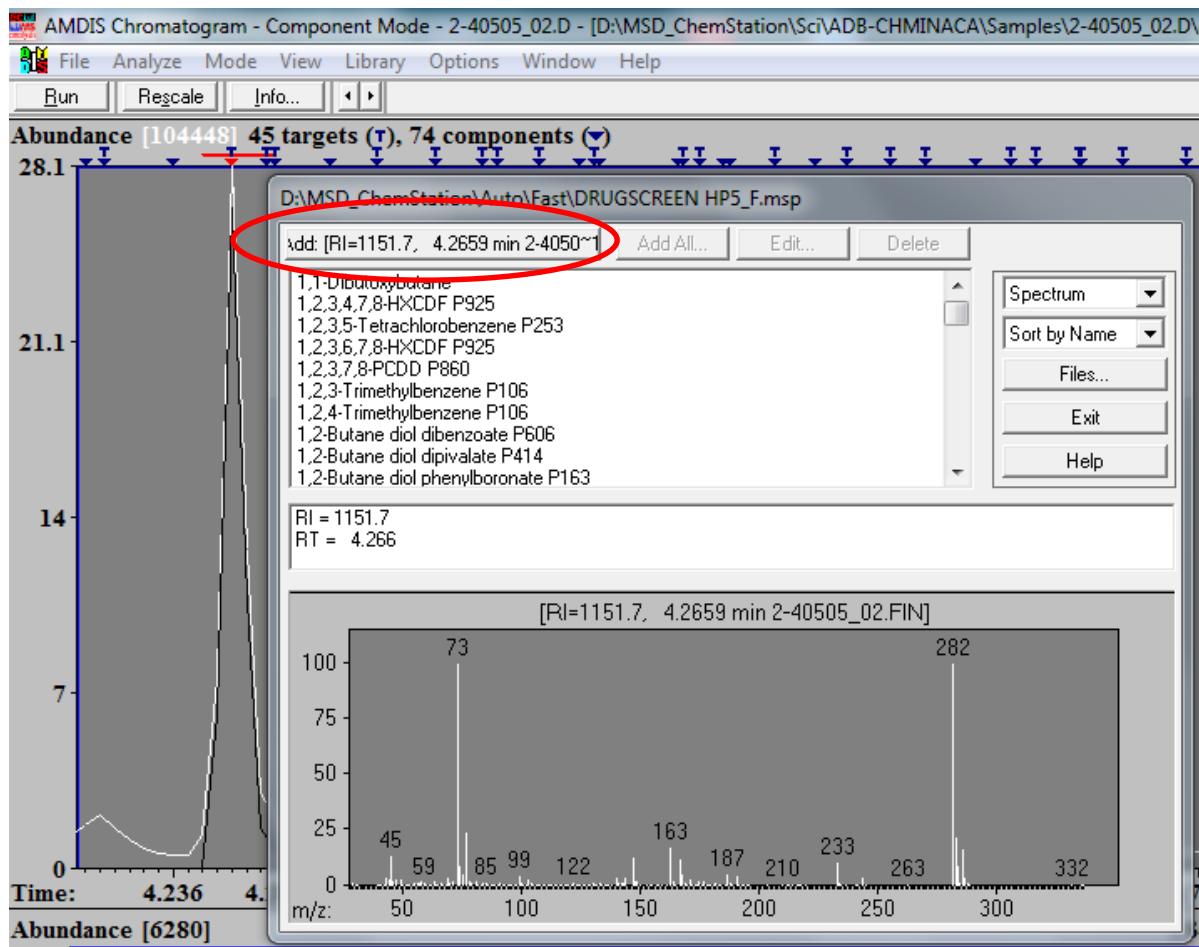 AMDIS Chromatogram - Component Mode - 2-40505_02.D - [D:\MSD_ChemStation\Sci\ADB-CHMINACA\Samples\2-40505_02.D\
File Analyze Mode View Library Options Window Help
Run Rescale Info...
Abundance [104448] 45 targets (T), 74 components (▼)
28.1
21.1
14
7
0
Time: 4.236 4.
Abundance [6280]
D:\MSD_ChemStation\Auto\Fast\DRUGSCREEN HP5_F.msp
Add: [RI=1151.7, 4.2659 min 2-4050~1 Add All... Edit... Delete
1,1-Dibutoxybutane
1,2,3,4,7,8-HXCDF P925
1,2,3,5-Tetrachlorobenzene P253
1,2,3,6,7,8-HXCDF P925
1,2,3,7,8-PCDD P860
1,2,3-Trimethylbenzene P106
1,2,4-Trimethylbenzene P106
1,2-Butane diol dibenzoate P606
1,2-Butane diol dipivalate P414
1,2-Butane diol phenylboronate P163
Spectrum
Sort by Name
Files...
Exit
Help
RI = 1151.7
RT = 4.266
[RI=1151.7, 4.2659 min 2-40505_02.FIN]
100
75
50
25
0
73 282
45 59 85 99 122 163 187 210 233 263 332
m/z: 50 100 150 200 250 300